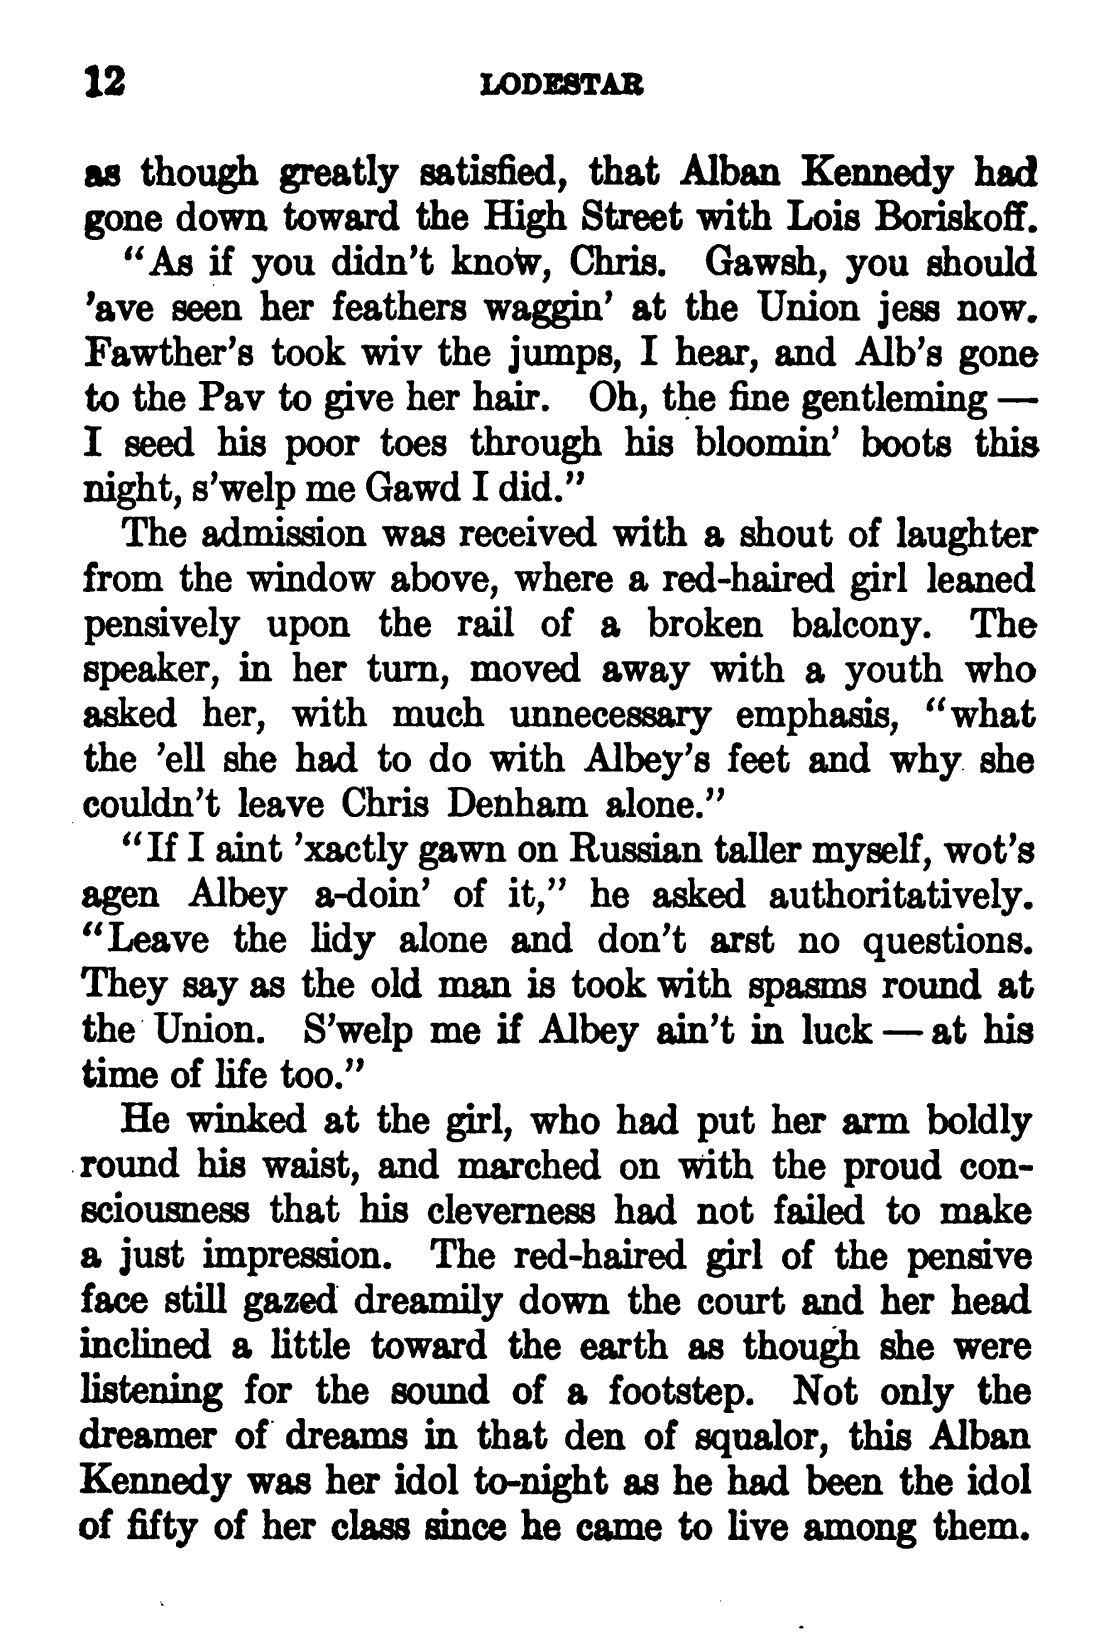 12 LODESTAR
as though greatly satisfied, that Alban Kennedy had
gone down toward the High Street with Lois Boriskoff.
“As if you didn’t know, Chris. Gawsh, you should
’ave seen her feathers waggin’ at the Union jess now.
Fawther’s took wiv the jumps, I hear, and Alb’s gone
to the Pav to give her hair. Oh, the fine gentleming —
I seed his poor toes through his bloomin’ boots this
night, s’welp me Gawd I did.”
The admission was received with a shout of laughter
from the window above, where a red-haired girl leaned
pensively upon the rail of a broken balcony. The
speaker, in her turn, moved away with a youth who
asked her, with much unnecessary emphasis, “what
the ’ell she had to do with Albey’s feet and why she
couldn’t leave Chris Denham alone.”
“If I aint ’xactly gawn on Russian taller myself, wot’s
agen Albey a-doin’ of it,” he asked authoritatively.
“Leave the lidy alone and don’t arst no questions.
They say as the old man is took with spasms round at
the Union. S’welp me if Albey ain’t in luck — at his
time of life too.”
He winked at the girl, who had put her arm boldly
round his waist, and marched on with the proud con-
sciousness that his cleverness had not failed to make
a just impression. The red-haired girl of the pensive
face still gazed dreamily down the court and her head
inclined a little toward the earth as though she were
listening for the sound of a footstep. Not only the
dreamer of dreams in that den of squalor, this Alban
Kennedy was her idol to-night as he had been the idol
of fifty of her class since he came to live among them.